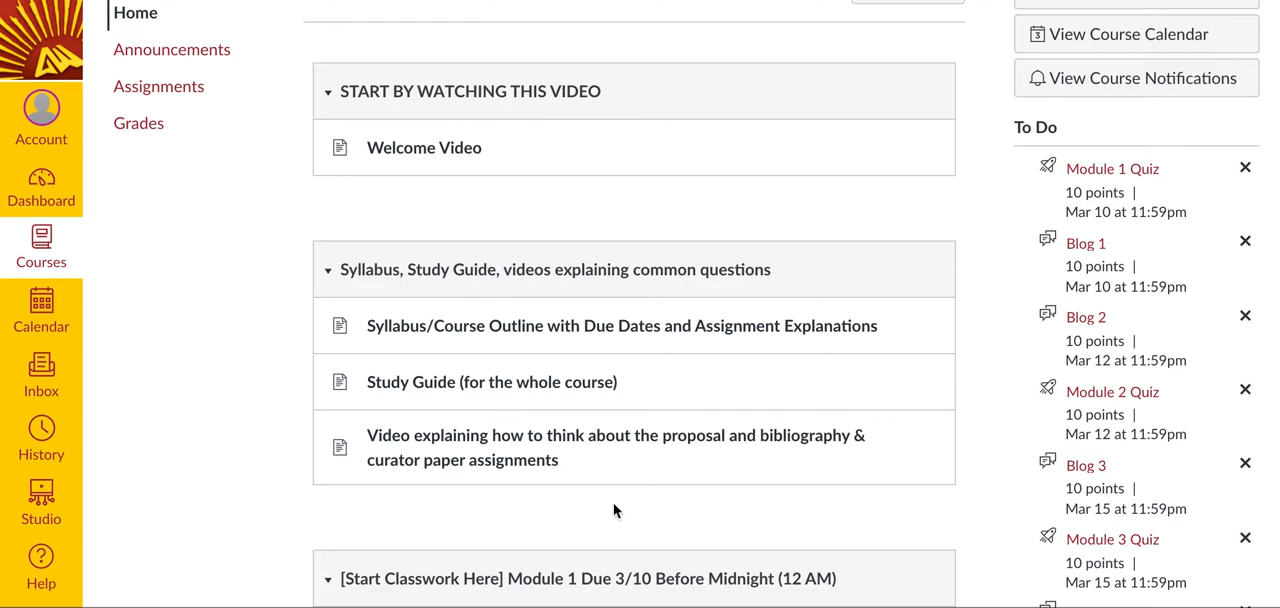 Home
Announcements
Assignments
Grades
Account
Dashboard
Courses
Calendar
Inbox
History
Studio
Help
START BY WATCHING THIS VIDEO
Welcome Video
Syllabus, Study Guide, videos explaining common questions
Syllabus/Course Outline with Due Dates and Assignment Explanations
Study Guide (for the whole course)
Video explaining how to think about the proposal and bibliography &
curator paper assignments
[Start Classwork Here] Module 1 Due 3/10 Before Midnight (12 AM)
3 View Course Calendar
View Course Notifications
To Do
Module 1 Quiz
10 points |
Mar 10 at 11:59pm
Blog 1
10 points |
Mar 10 at 11:59pm
Blog 2
10 points |
Mar 12 at 11:59pm
Module 2 Quiz
10 points |
Mar 12 at 11:59pm
Blog 3
10 points |
Mar 15 at 11:59pm
Module 3 Quiz
10 points |
Mar 15 at 11:59pm